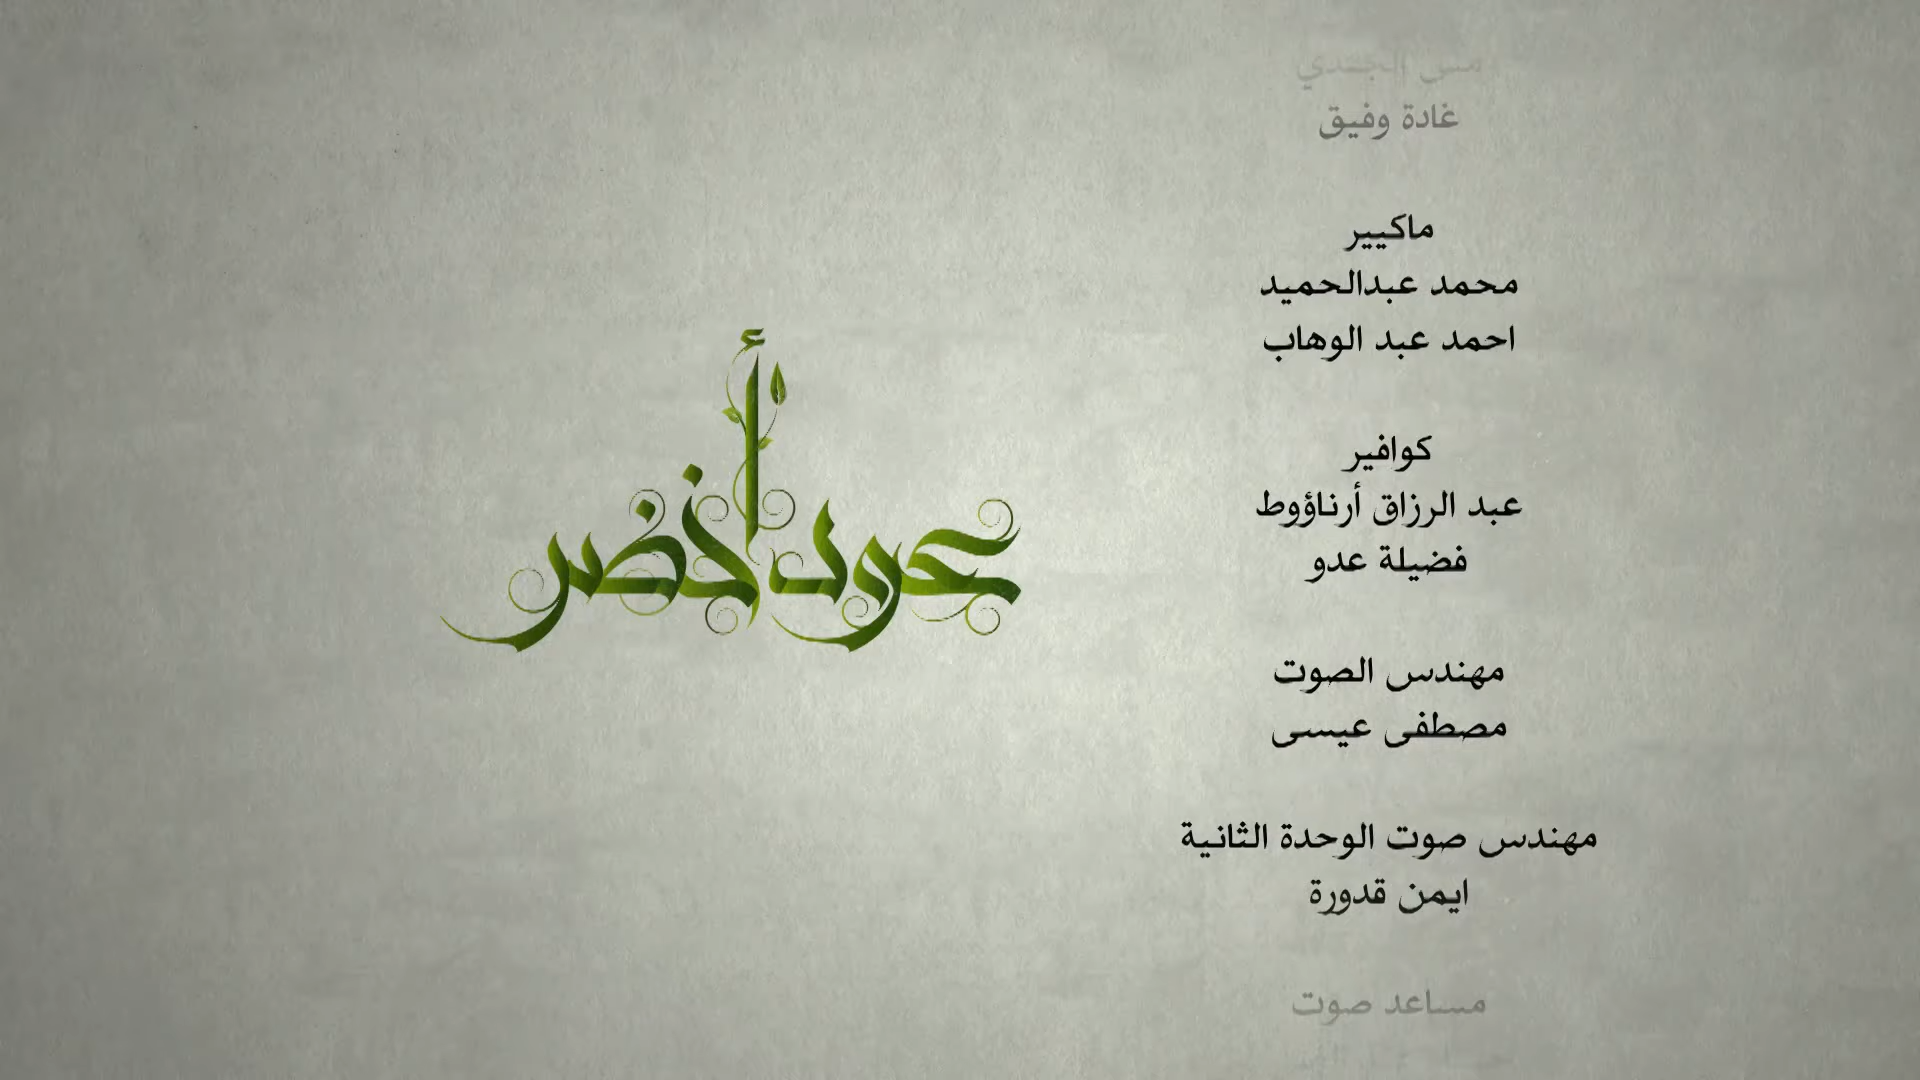 غادة وفيق
ماكيير
محمد عبدالحميد
احمد عبد الوهاب
كوافير
عبد الرزاق أرناؤوط
فضيلة عدو
مهندس الصوت
مصطفى عيسى
مهندس صوت الوحدة الثانية
ايمن قدورة
مساعد صوت
عود أخضر